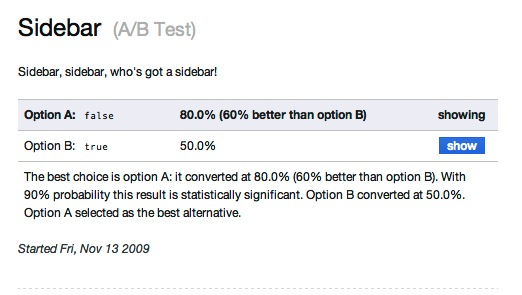 Sidebar (A/B Test)
Sidebar, sidebar, who's got a sidebar!
Option A: false 80.0% (60% better than option B) showing
Option B: true 50.0% show
The best choice is option A: it converted at 80.0% (60% better than option B). With
90% probability this result is statistically significant. Option B converted at 50.0%.
Option A selected as the best alternative.
Started Fri, Nov 13 2009